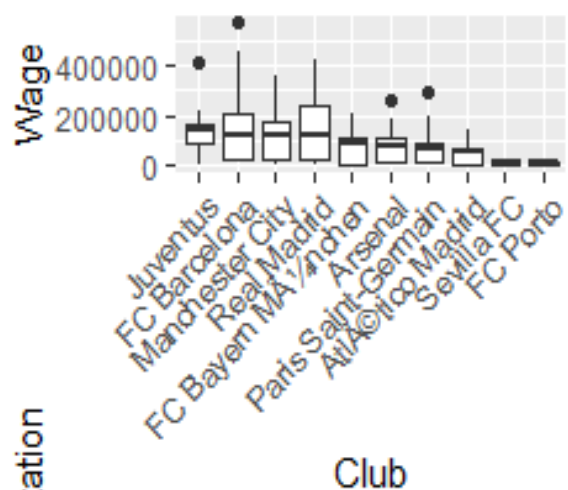 Wage
400000
200000
0
Juventus
FC Barcelona
Manchester City
Real Madrid
FC Bayern MÃ¼nchen
Arsenal
Paris Saint-Germain
AtlÃ©tico Madrid
Sevilla FC
FC Porto
ation
Club